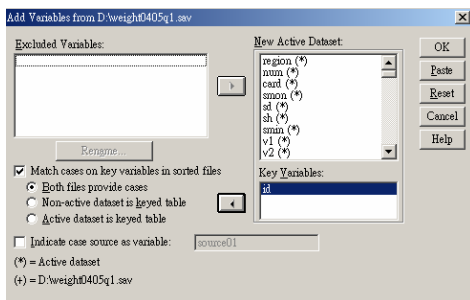 Add Variables from D:\weight0405q1.sav
Excluded Variables:
Rename...
New Active Dataset:
region (*)
num (*)
card (*)
smon (*)
sd (*)
sh (*)
smin (*)
v1 (*)
v2 (*)
OK
Paste
Reset
Cancel
Help
Match cases on key variables in sorted files
Both files provide cases
Non-active dataset is keyed table
Active dataset is keyed table
Key Variables:
id
Indicate case source as variable: source01
(*) = Active dataset
(+) = D:\weight0405q1.sav